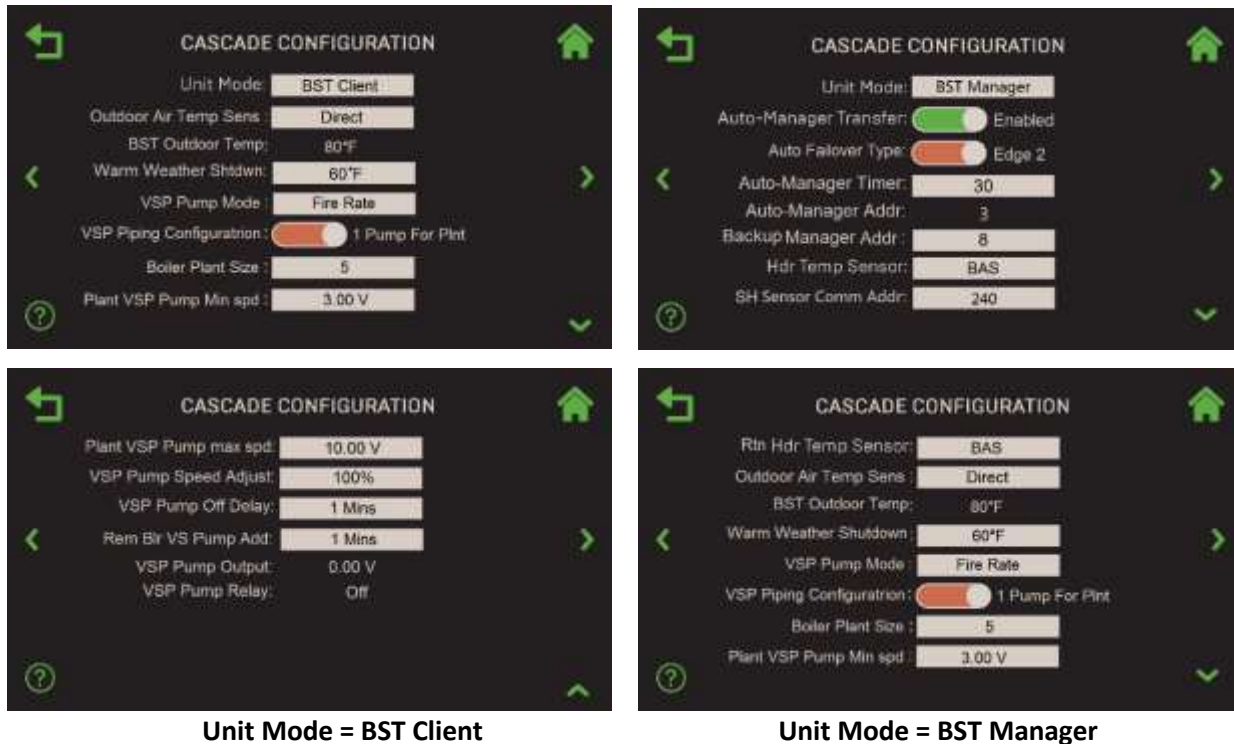 CASCADE CONFIGURATION
Unit Mode: BST Client
Outdoor Air Temp Sens : Direct
BST Outdoor Temp: 80°F
Warm Weather Shtdwn: 60°F
VSP Pump Mode : Fire Rate
VSP Piping Configuratrion : 1 Pump For Plnt
Boiler Plant Size : 5
Plant VSP Pump Min spd : 3.00 V
?
CASCADE CONFIGURATION
Unit Mode: BST Manager
Auto-Manager Transfer: Enabled
Auto Failover Type: Edge 2
Auto-Manager Timer: 30
Auto-Manager Addr: 3
Backup Manager Addr : 8
Hdr Temp Sensor: BAS
SH Sensor Comm Addr: 240
?
CASCADE CONFIGURATION
Plant VSP Pump max spd: 10.00 V
VSP Pump Speed Adjust: 100%
VSP Pump Off Delay: 1 Mins
Rem Blr VS Pump Add: 1 Mins
VSP Pump Output: 0.00 V
VSP Pump Relay: Off
?
CASCADE CONFIGURATION
Rtn Hdr Temp Sensor: BAS
Outdoor Air Temp Sens : Direct
BST Outdoor Temp: 80°F
Warm Weather Shutdown : 60°F
VSP Pump Mode : Fire Rate
VSP Piping Configuratrion : 1 Pump For Plnt
Boiler Plant Size : 5
Plant VSP Pump Min spd : 3.00 V
?
Unit Mode = BST Client
Unit Mode = BST Manager